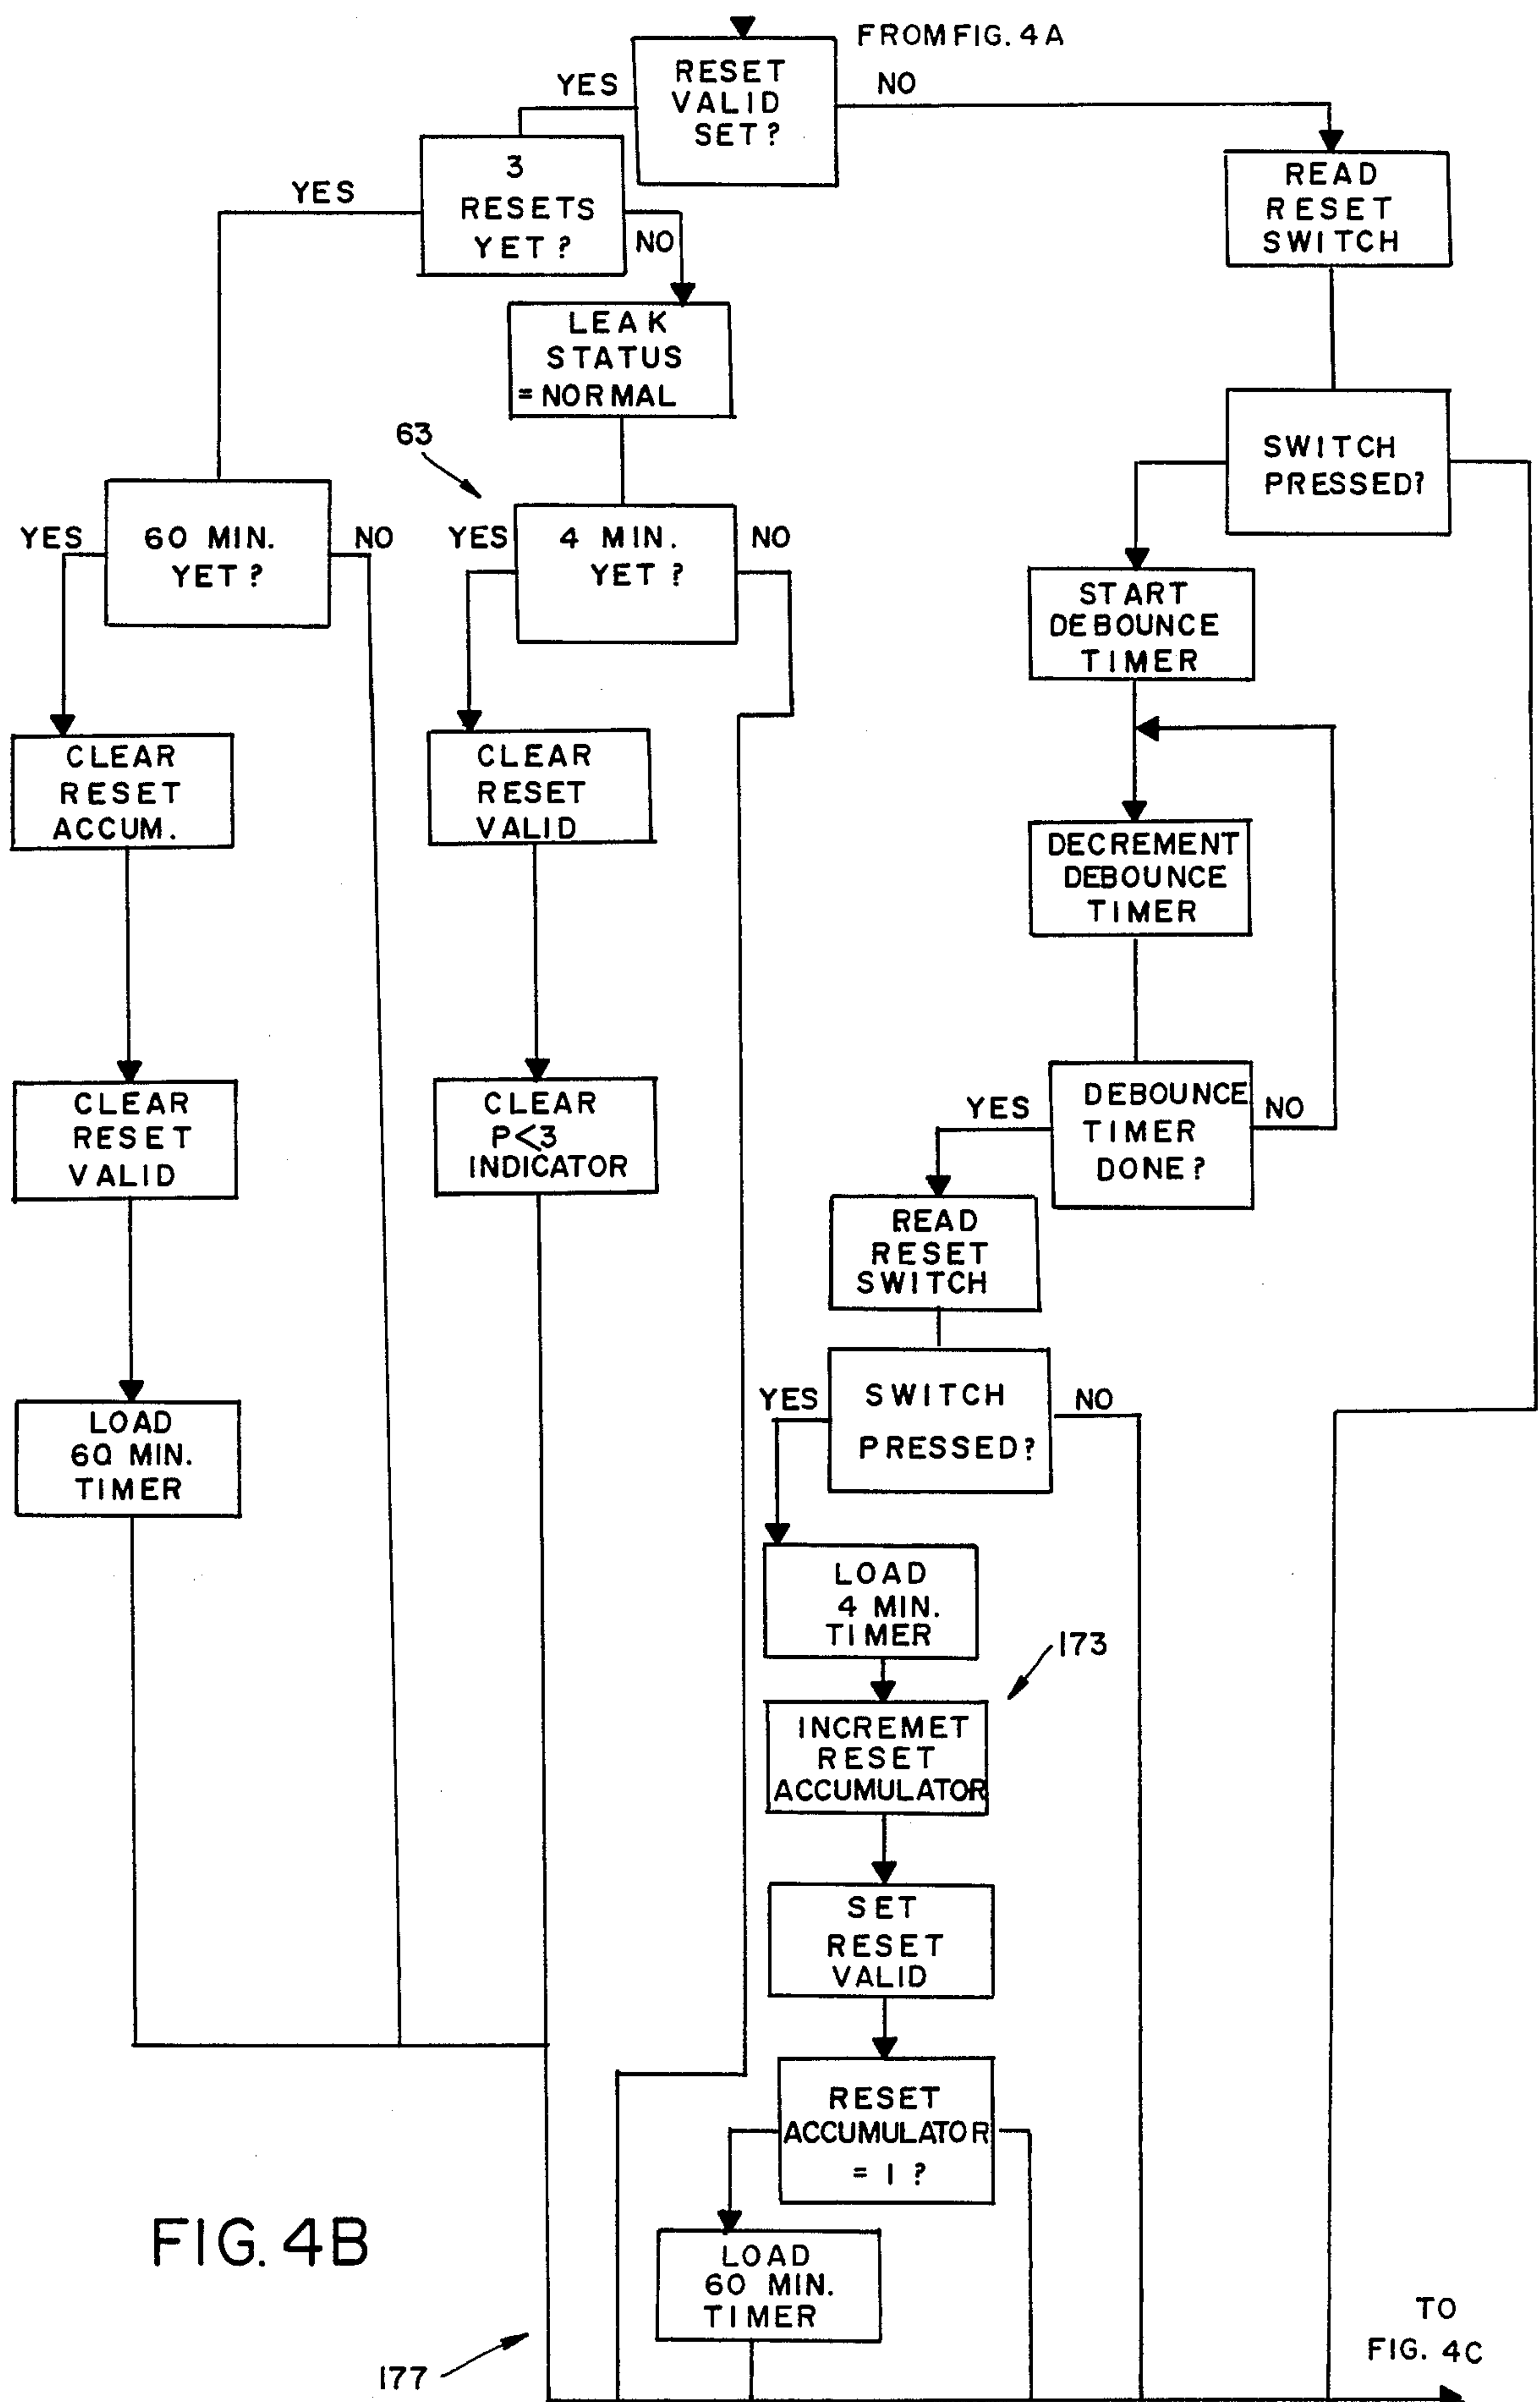 FROM FIG. 4A
RESET
VALID
SET?
YES
NO
3
RESETS
YET?
YES
NO
READ
RESET
SWITCH
LEAK
STATUS
=NORMAL
SWITCH
PRESSED?
63
60 MIN.
YET?
YES
NO
4 MIN.
YET?
YES
NO
START
DEBOUNCE
TIMER
CLEAR
RESET
ACCUM.
CLEAR
RESET
VALID
DECREMENT
DEBOUNCE
TIMER
CLEAR
RESET
VALID
CLEAR
P<3
INDICATOR
DEBOUNCE
TIMER
DONE?
YES
NO
READ
RESET
SWITCH
SWITCH
PRESSED?
YES
NO
LOAD
60 MIN.
TIMER
LOAD
4 MIN.
TIMER
173
INCREMET
RESET
ACCUMULATOR
SET
RESET
VALID
RESET
ACCUMULATOR
= 1 ?
LOAD
60 MIN.
TIMER
FIG. 4B
177
TO
FIG. 4C